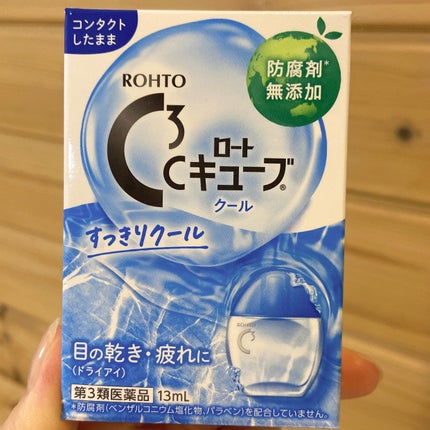 コンタクト
したまま
防腐剤*
無添加
ROHTO
C³
ロート
Cキューブ®
クール
すっきりクール
ROHTO
C³
目の乾き・疲れに
(ドライアイ)
第3類医薬品 13mL
*防腐剤(ベンザルコニウム塩化物、パラベン)を配合していません。